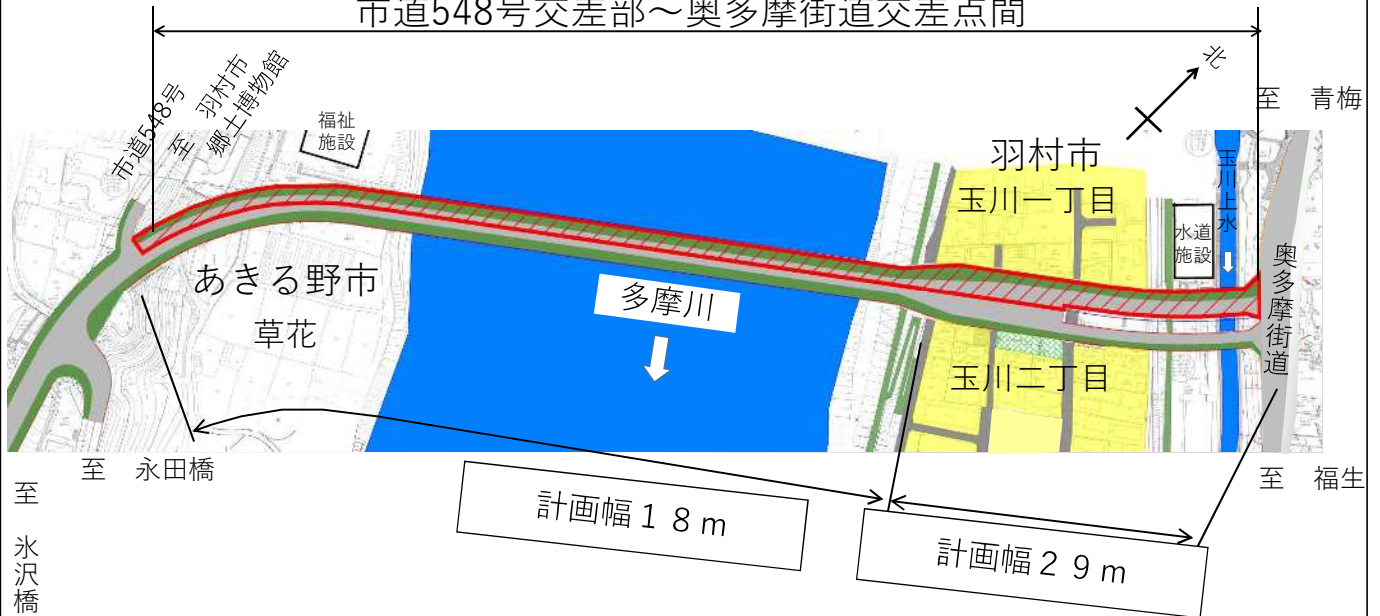 市道548号交差部～奥多摩街道交差点間
北
至　青梅
市道548号
至　羽村市
郷土博物館
福祉
施設
羽村市
玉川一丁目
玉川上水
水道
施設
奥多摩街道
あきる野市
草花
多摩川
玉川二丁目
至　永田橋
至　福生
至　氷沢橋
計画幅１８ｍ
計画幅２９ｍ